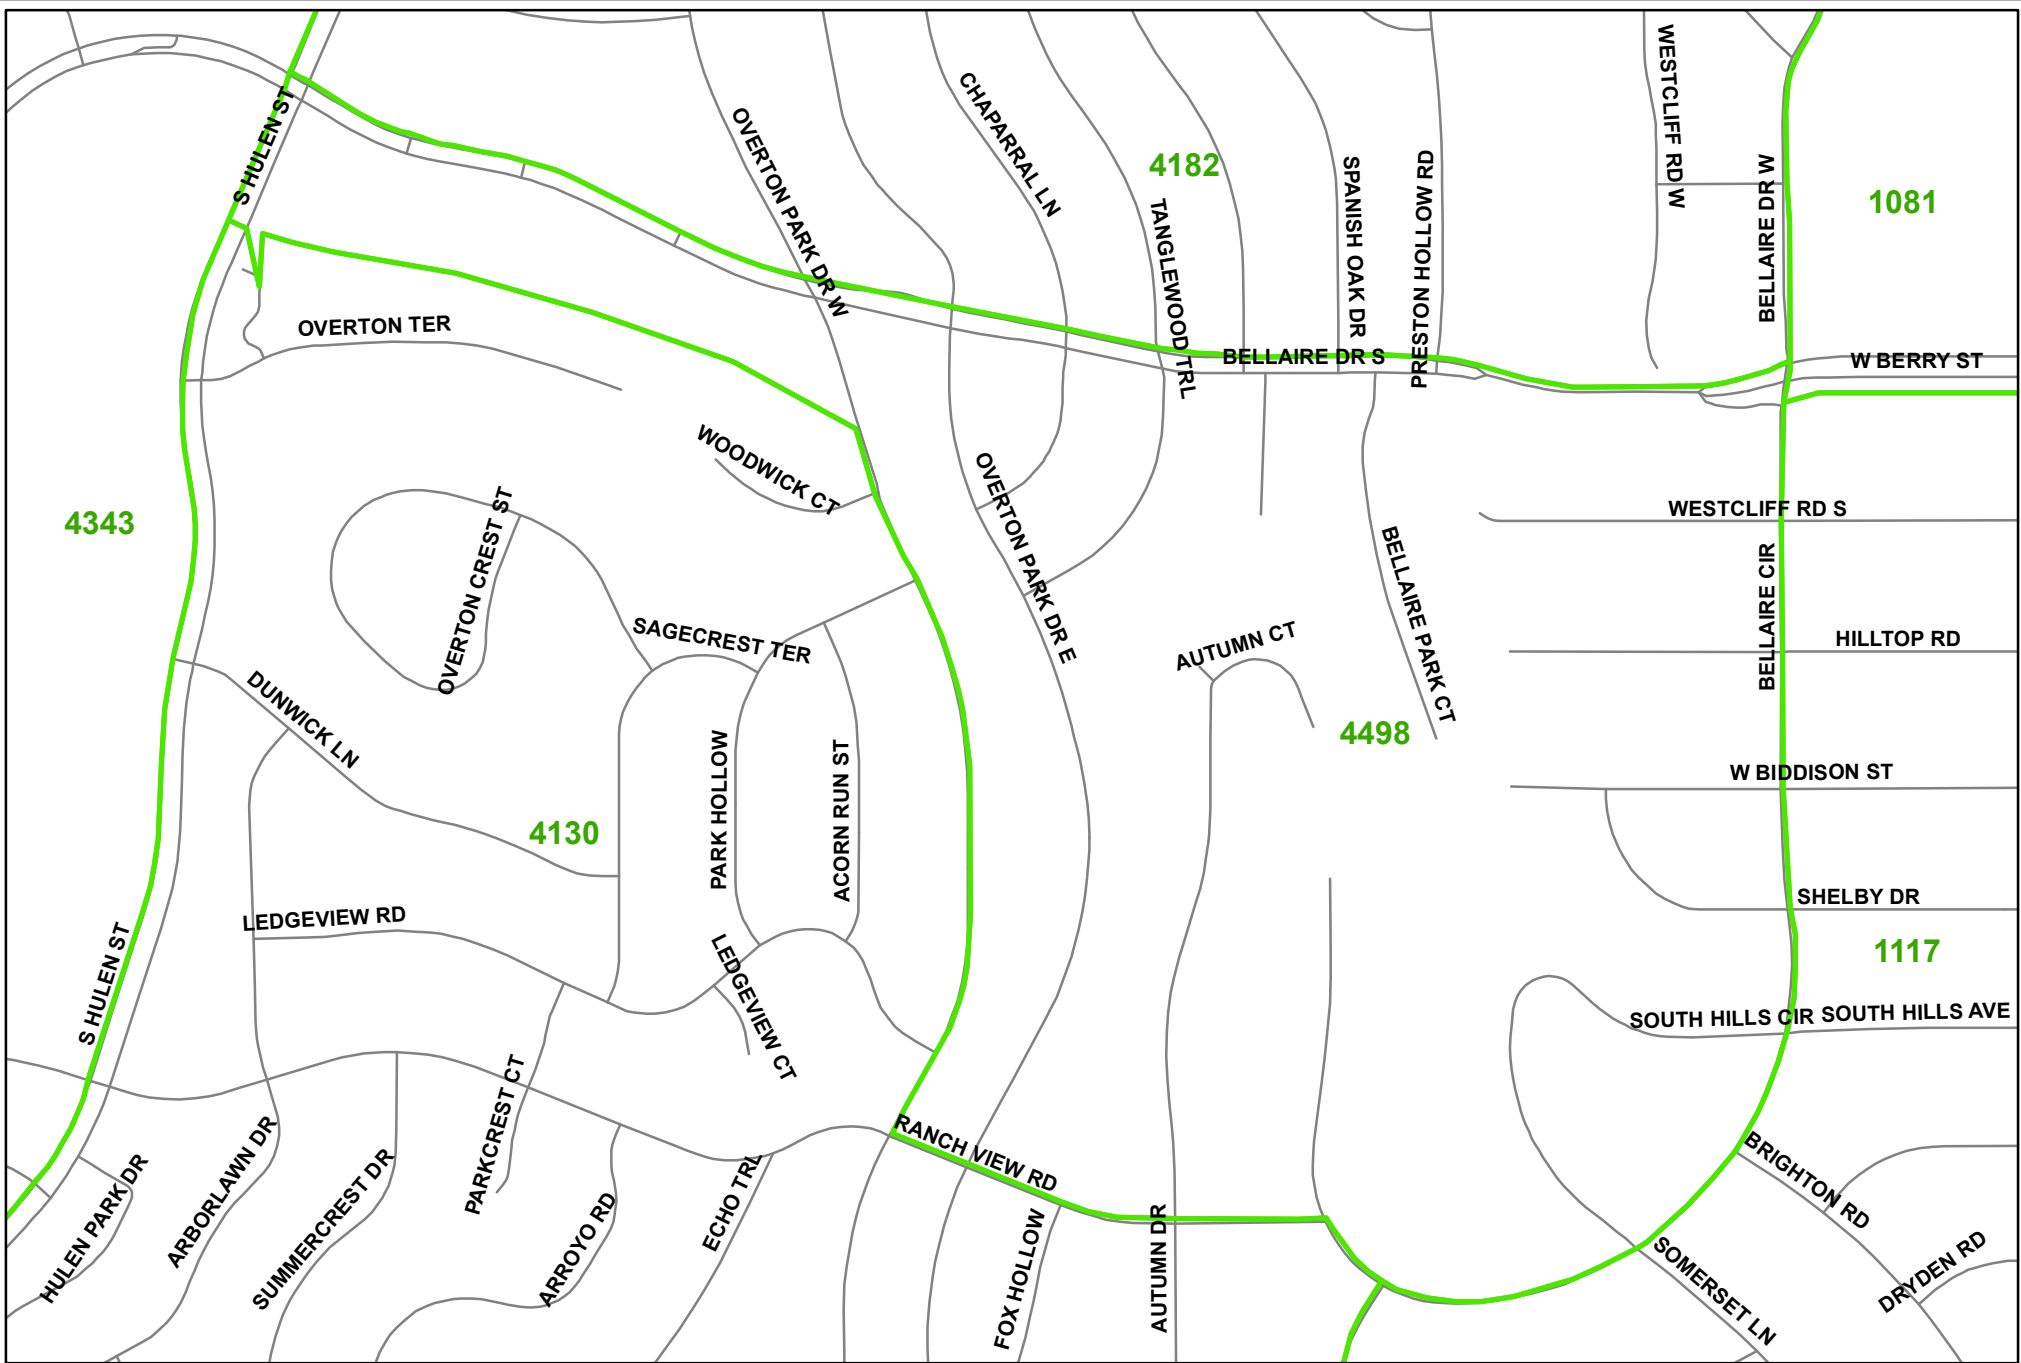 S HULEN ST
OVERTON PARK DR W
CHAPARRAL LN
4182
TANGLEWOOD TRL
SPANISH OAK DR
PRESTON HOLLOW RD
WESTCLIFF RD W
BELLAIRE DR W
1081
OVERTON TER
BELLAIRE DR S
W BERRY ST
WOODWICK CT
4343
OVERTON CREST ST
OVERTON PARK DR E
BELLAIRE PARK CT
WESTCLIFF RD S
BELLAIRE CIR
HILLTOP RD
SAGECREST TER
AUTUMN CT
DUNWICK LN
4498
W BIDDISON ST
PARK HOLLOW
ACORN RUN ST
4130
SHELBY DR
LEDGEVIEW RD
1117
S HULEN ST
LEDGEVIEW CT
SOUTH HILLS CIR
SOUTH HILLS AVE
PARKCREST CT
RANCH VIEW RD
HULEN PARK DR
ARBORLAWN DR
SUMMERCREST DR
ARROYO RD
ECHO TRL
FOX HOLLOW
AUTUMN DR
BRIGHTON RD
SOMERSET LN
DRYDEN RD